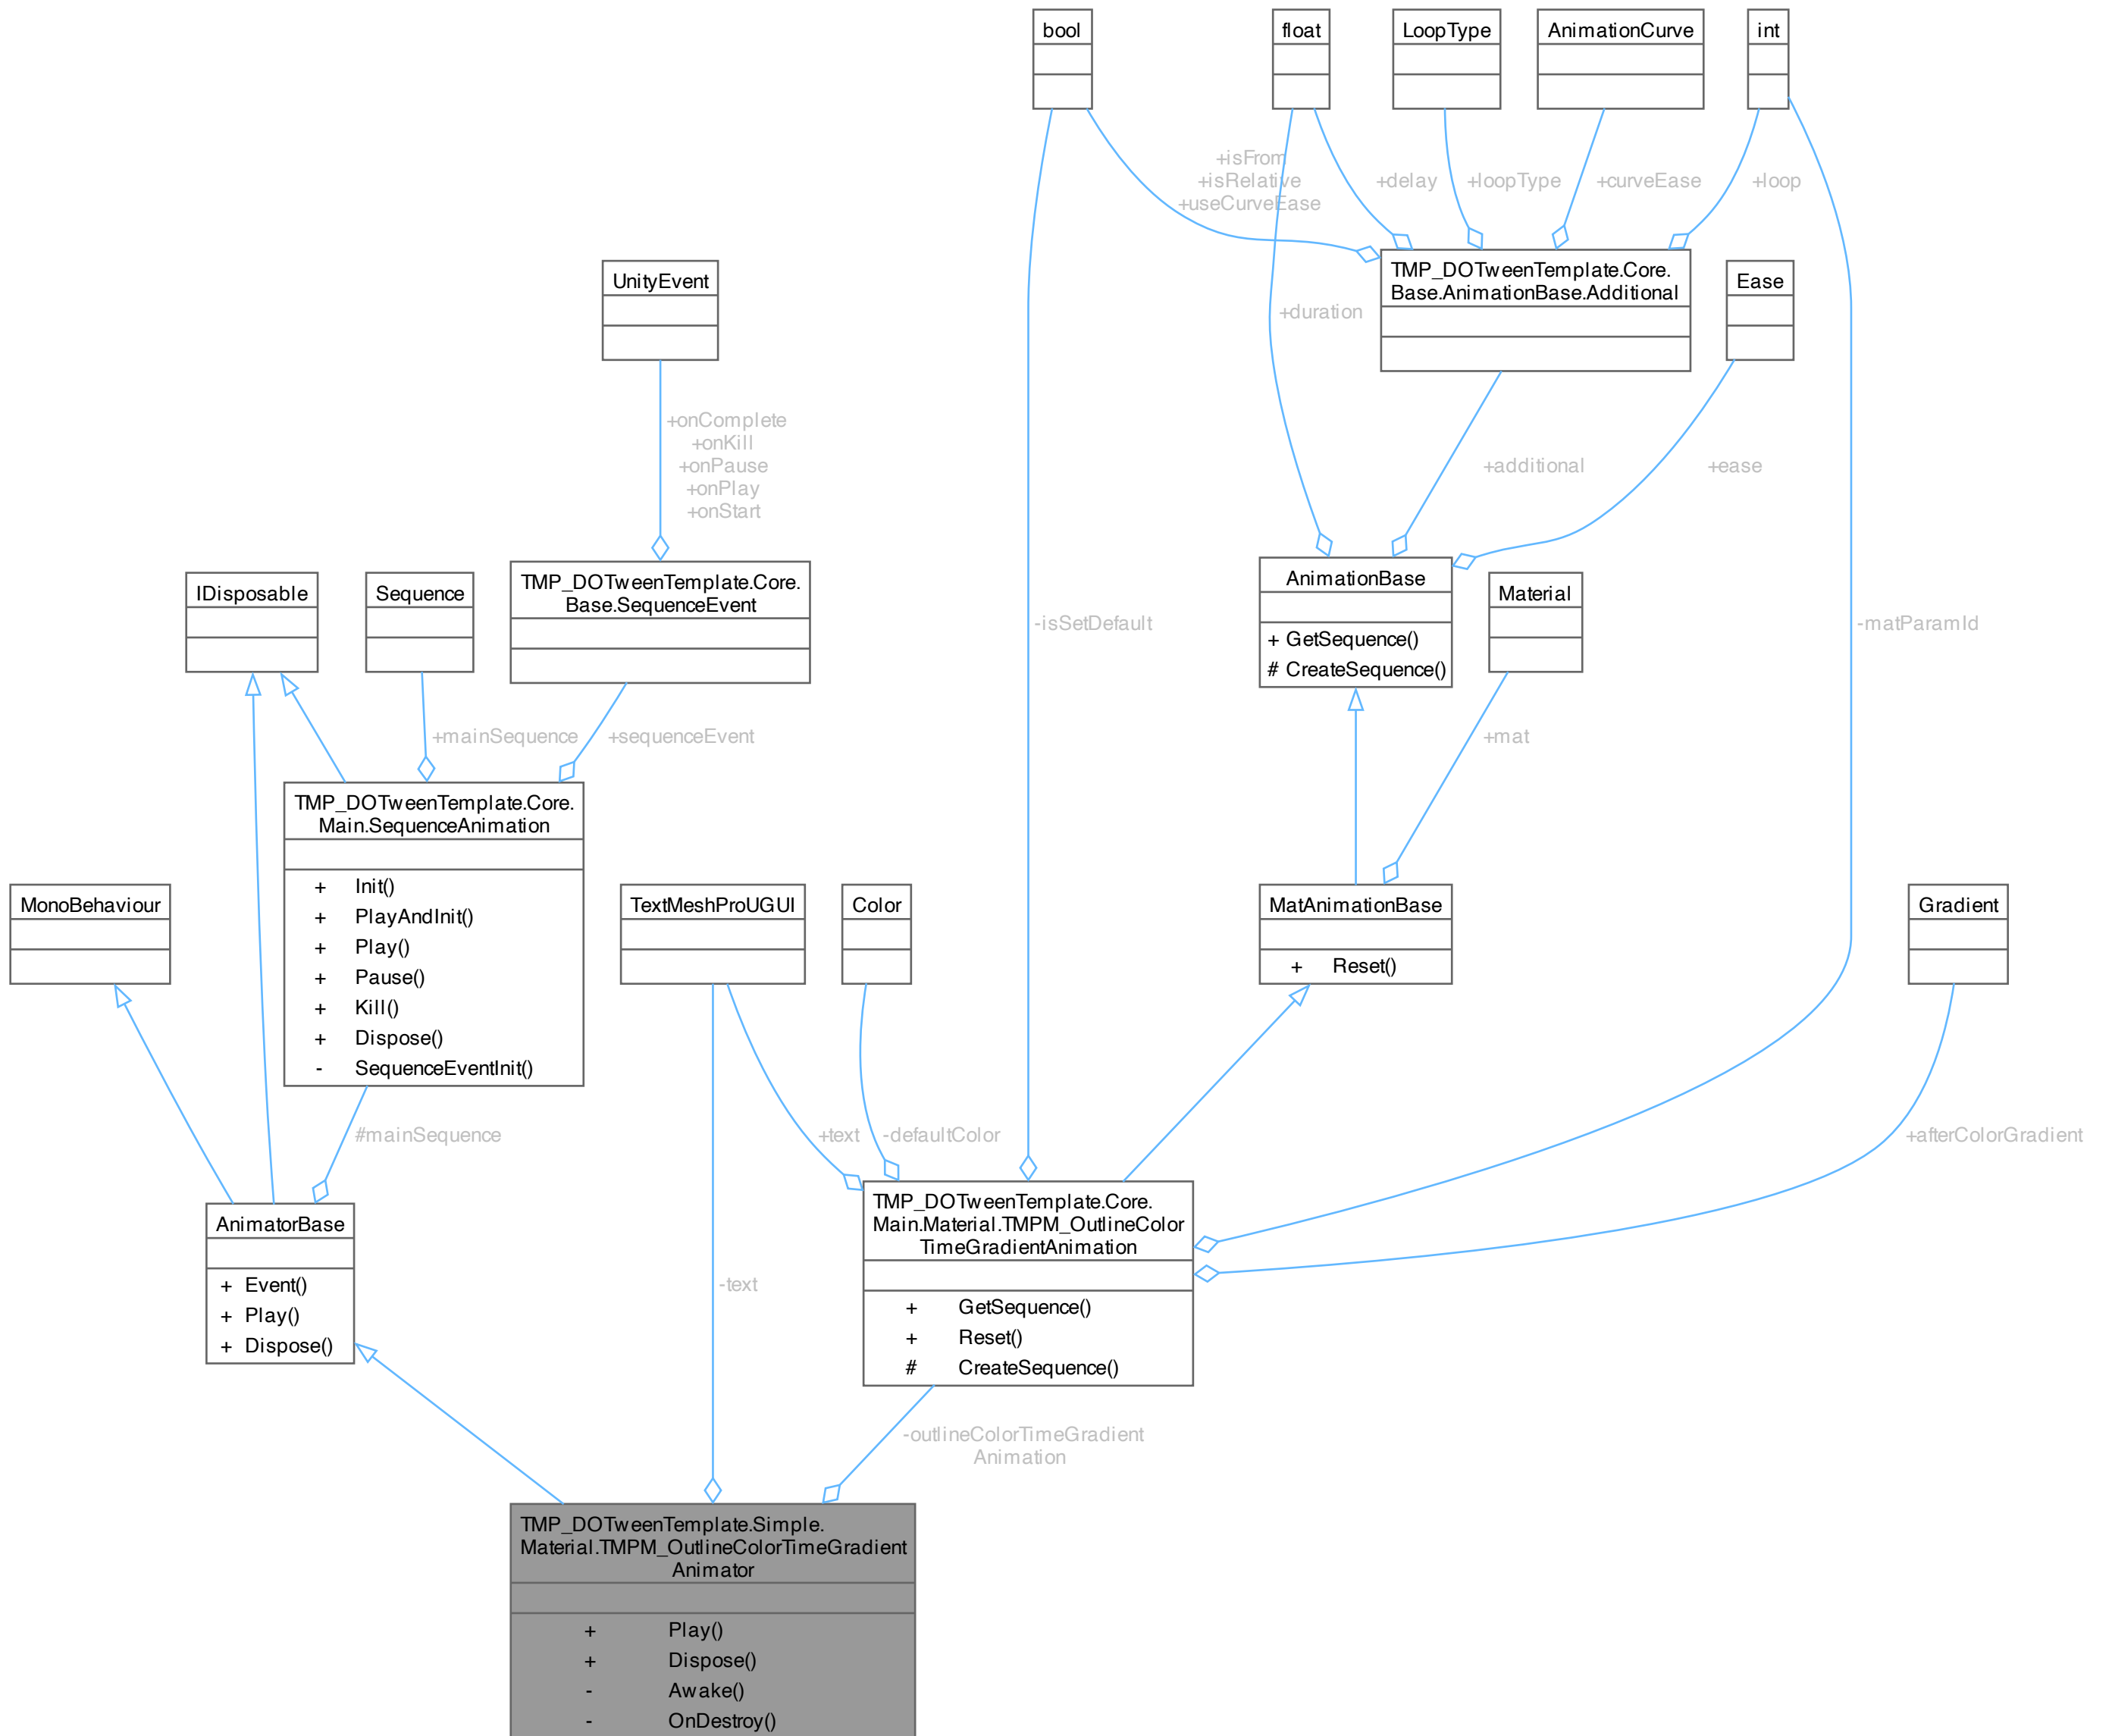 bool
float
LoopType
AnimationCurve
int
+isFrom
+isRelative
+useCurveEase
+delay
+loopType
+curveEase
+loop
UnityEvent
TMP_DOTweenTemplate.Core.
Base.AnimationBase.Additional
Ease
+duration
+onComplete
+onKill
+onPause
+onPlay
+onStart
+additional
+ease
IDisposable
Sequence
TMP_DOTweenTemplate.Core.
Base.SequenceEvent
AnimationBase
+ GetSequence()
# CreateSequence()
Material
-isSetDefault
-matParamId
+mainSequence
+sequenceEvent
+mat
TMP_DOTweenTemplate.Core.
Main.SequenceAnimation
+ Init()
+ PlayAndInit()
+ Play()
+ Pause()
+ Kill()
+ Dispose()
- SequenceEventInit()
MonoBehaviour
TextMeshProUGUI
Color
MatAnimationBase
+ Reset()
Gradient
#mainSequence
+text
-defaultColor
+afterColorGradient
AnimatorBase
+ Event()
+ Play()
+ Dispose()
-text
TMP_DOTweenTemplate.Core.
Main.Material.TMPM_OutlineColor
TimeGradientAnimation
+ GetSequence()
+ Reset()
# CreateSequence()
-outlineColorTimeGradient
Animation
TMP_DOTweenTemplate.Simple.
Material.TMPM_OutlineColorTimeGradient
Animator
+ Play()
+ Dispose()
- Awake()
- OnDestroy()